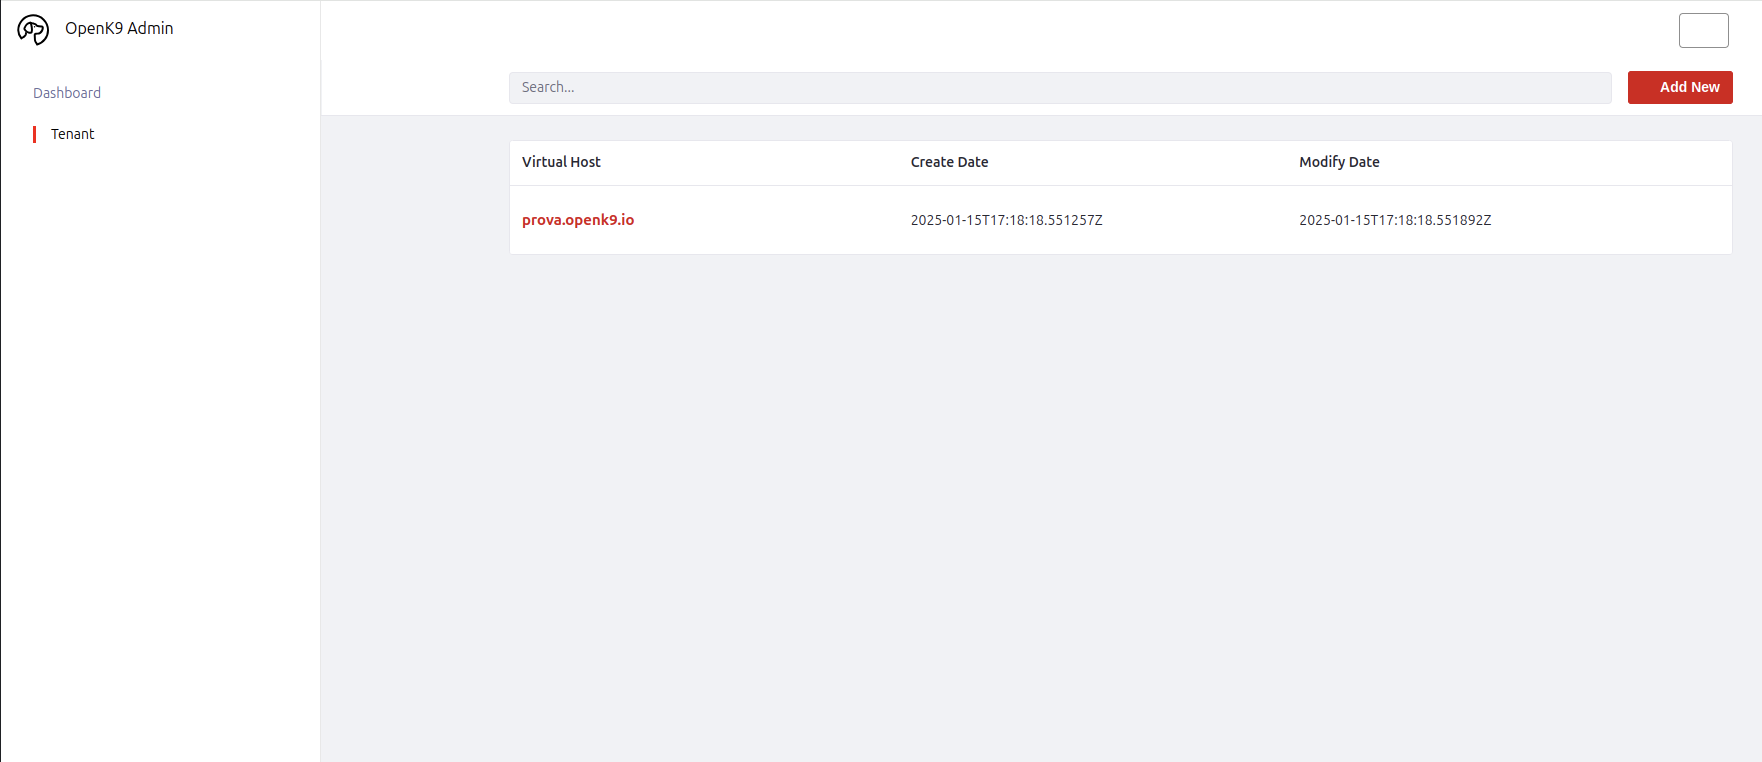 OpenK9 Admin
Dashboard
Tenant
Search...
Add New
Virtual Host Create Date Modify Date
prova.openk9.io 2025-01-15T17:18:18.551257Z 2025-01-15T17:18:18.551892Z